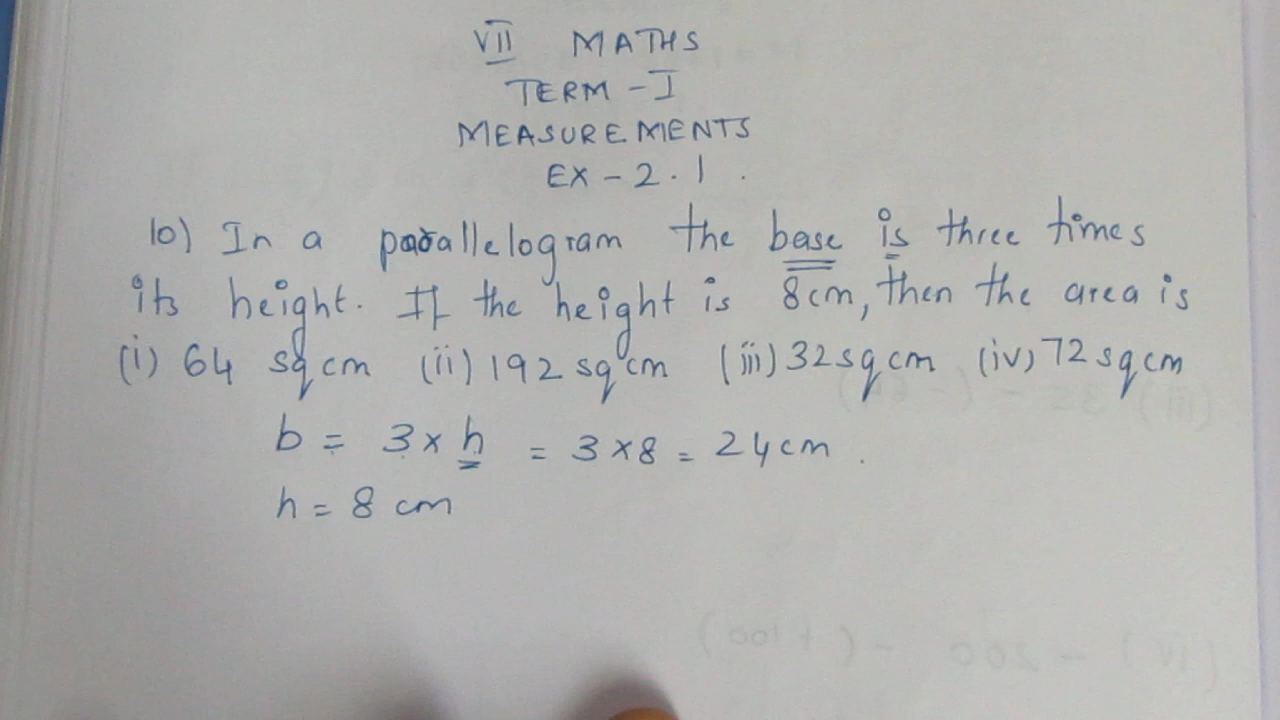 VII MATHS
TERM - I
MEASUREMENTS
EX - 2.1
10) In a parallelogram the base is three times
its height. If the height is 8cm, then the area is
(i) 64 sq cm (ii) 192 sq cm (iii) 32 sq cm (iv) 72 sq cm
b = 3 × h = 3 × 8 = 24 cm.
h = 8 cm